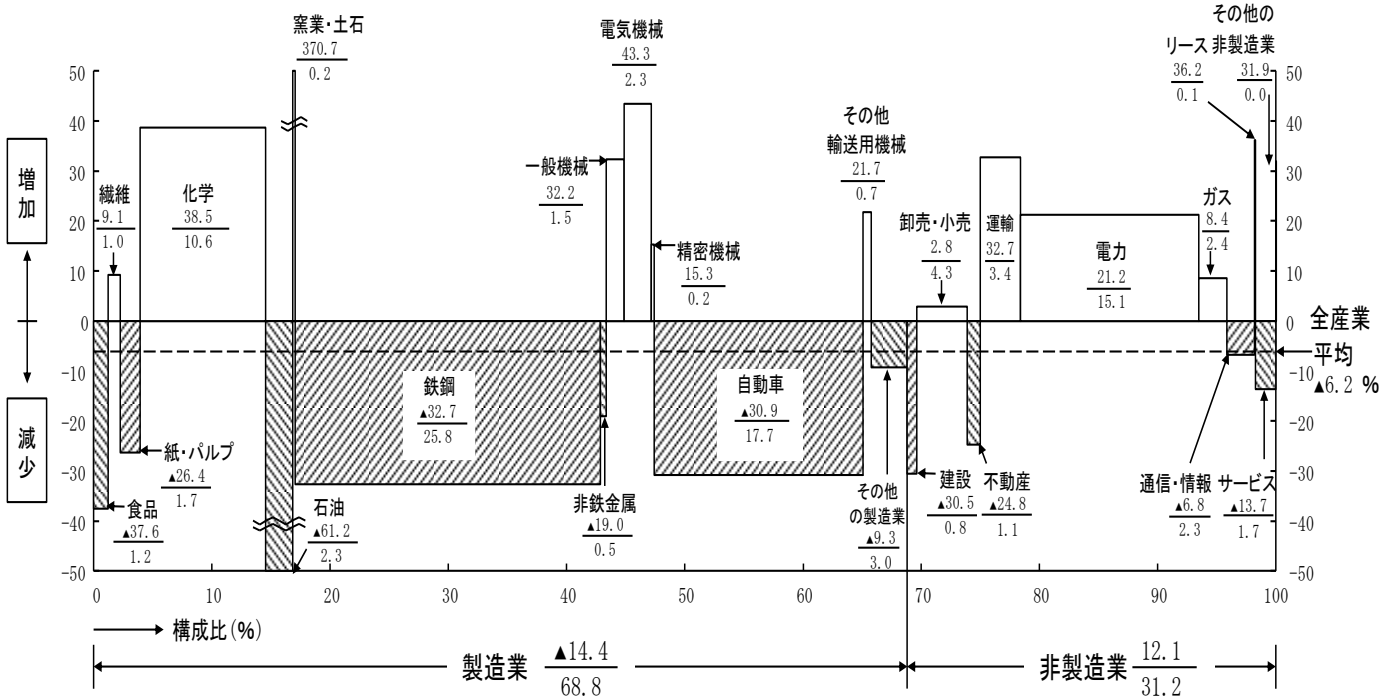 窯業・土石
370.7
0.2
電気機械
43.3
2.3
その他の
リース 非製造業
36.2 31.9
0.1 0.0
50
40
30
20
10
0
-10
-20
-30
-40
-50
増加
減少
繊維
9.1
1.0
化学
38.5
10.6
一般機械
32.2
1.5
精密機械
15.3
0.2
その他
輸送用機械
21.7
0.7
卸売・小売
2.8
4.3
運輸
32.7
3.4
電力
21.2
15.1
ガス
8.4
2.4
50
40
30
20
10
0
-10
-20
-30
-40
-50
全産業
平均
▲6.2 %
鉄鋼
▲32.7
25.8
自動車
▲30.9
17.7
紙・パルプ
▲26.4
1.7
食品
▲37.6
1.2
石油
▲61.2
2.3
非鉄金属
▲19.0
0.5
その他
の製造業
▲9.3
3.0
建設
▲30.5
0.8
不動産
▲24.8
1.1
通信・情報
▲6.8
2.3
サービス
▲13.7
1.7
0 10 20 30 40 50 60 70 80 90 100
構成比(%)
製造業 ▲14.4
68.8
非製造業 12.1
31.2